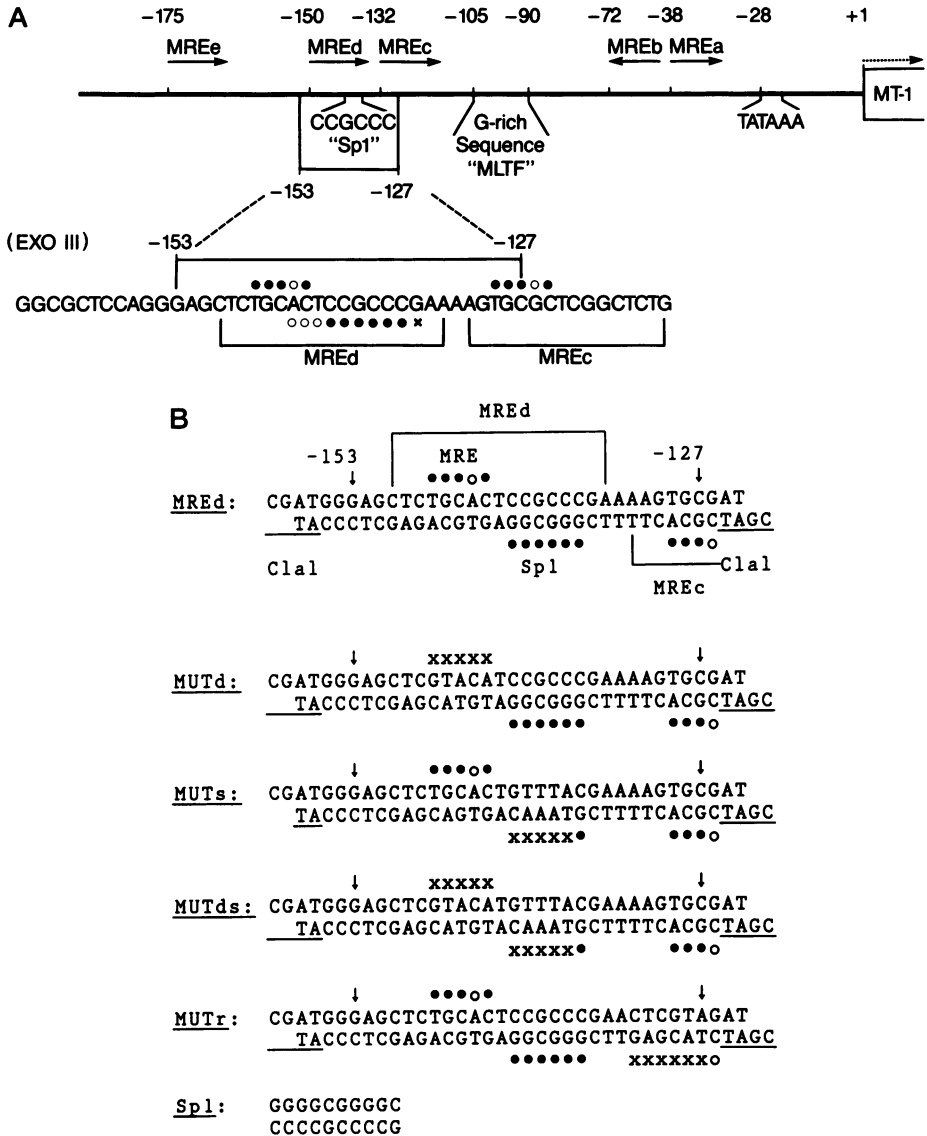 A
-175 -150 -132 -105 -90 -72 -38 -28 +1
MREe MREd MREc MREb MREa
MT-1
CCGCCC G-rich TATAAA
"Sp1" Sequence
"MLTF"
-153 -127
(EXO III) -153 -127
GGCGCTCCAGGGAGCTCTGCACTCCGCCCGAAAAGTGCGCTCGGCTCTG
x
MREd MREc
B
MREd
-153 MRE -127
MREd: CGATGGGAGCTCTGCACTCCGCCCGAAAAGTGCGAT
TACCCTCGAGACGTGAGGCGGGCTTTTCACGCTAGC
ClaI Sp1 ClaI
MREc
xxxxx
MUTd: CGATGGGAGCTCGTACATCCGCCCGAAAAGTGCGAT
TACCCTCGAGCATGTAGGCGGGCTTTTCACGCTAGC
MUTs: CGATGGGAGCTCTGCACTGTTTACGAAAAGTGCGAT
TACCCTCGAGCAGTGACAAATGCTTTTCACGCTAGC
xxxxx
xxxxx
MUTds: CGATGGGAGCTCGTACATGTTTACGAAAAGTGCGAT
TACCCTCGAGCATGTACAAATGCTTTTCACGCTAGC
xxxxx
MUTr: CGATGGGAGCTCTGCACTCCGCCCGAACTCGTAGAT
TACCCTCGAGACGTGAGGCGGGCTTGAGCATCTAGC
xxxxxx
Sp1: GGGGCGGGGC
CCCCGCCCCG